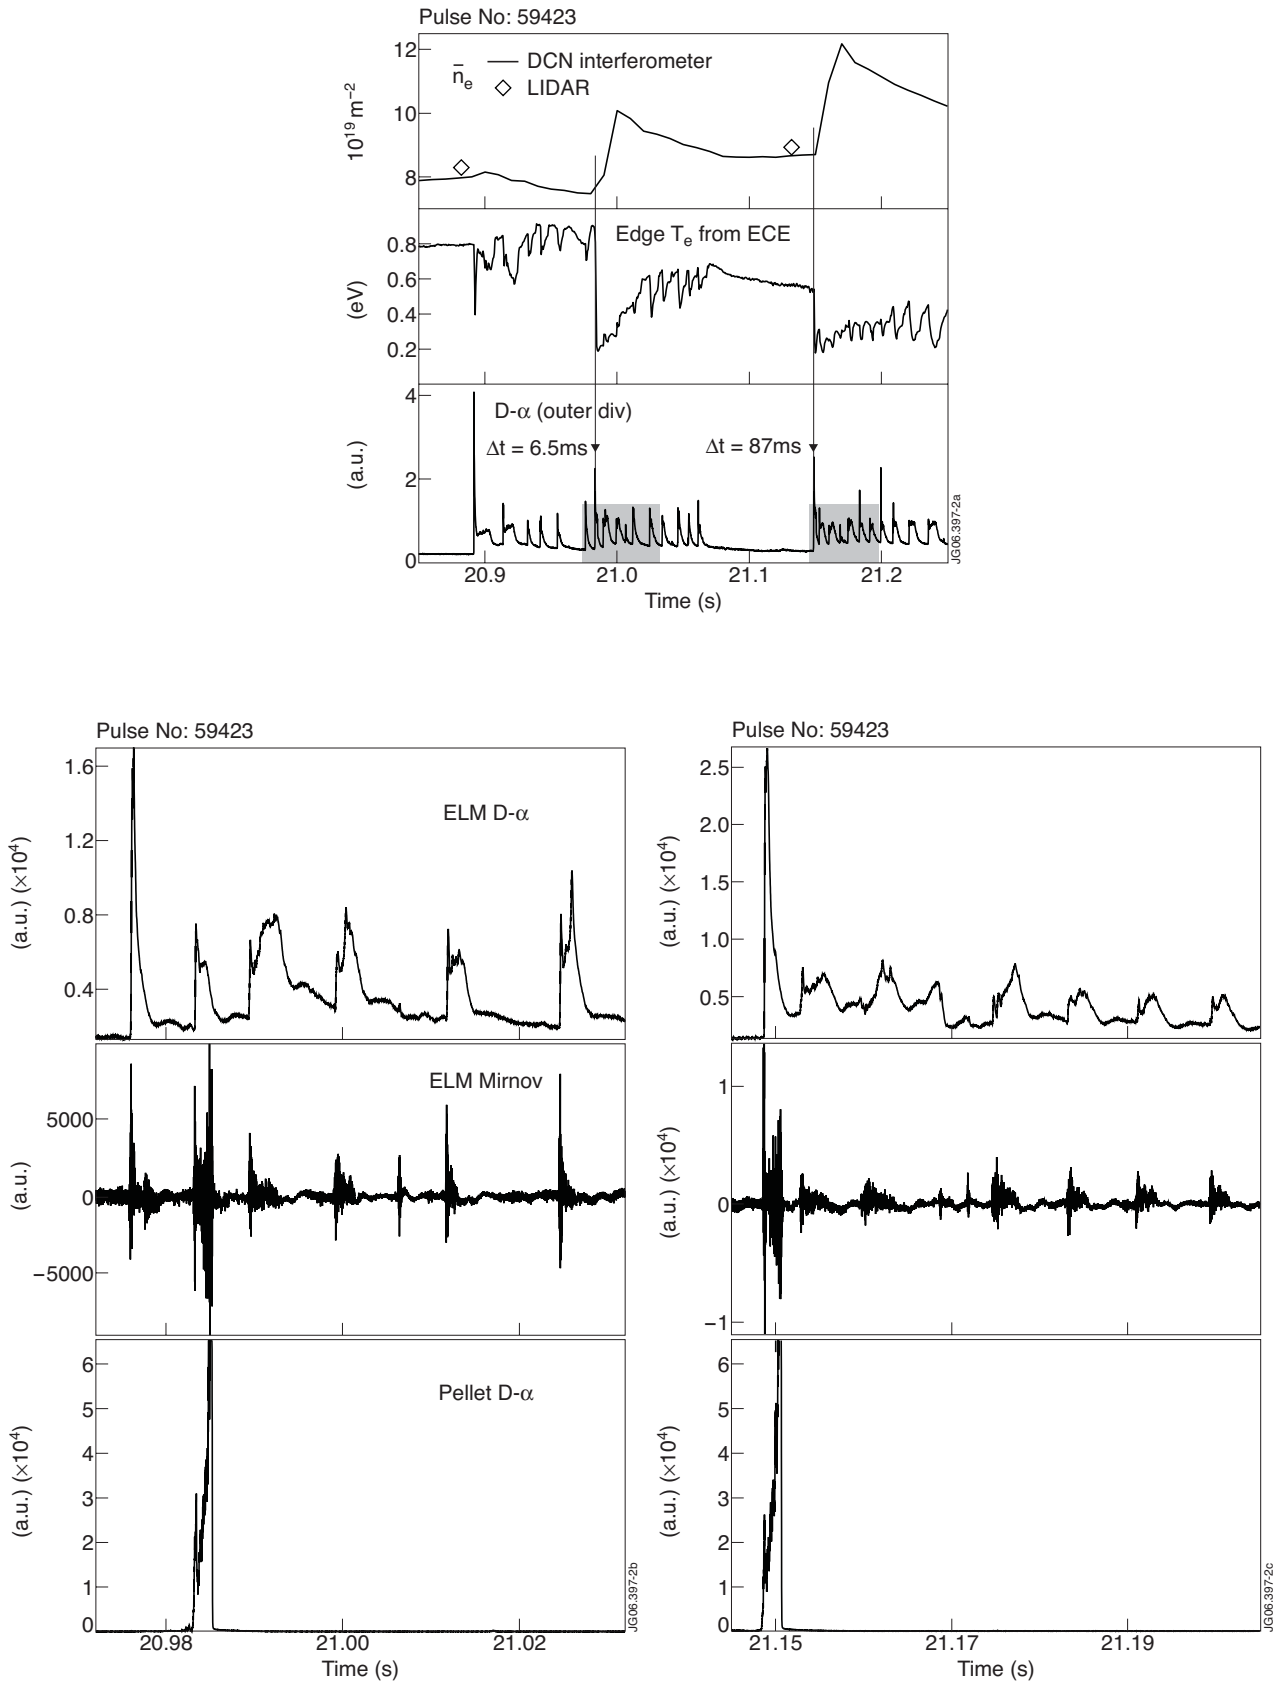 Pulse No: 59423
n̄e
DCN interferometer
LIDAR
10¹⁹ m⁻²
12
10
8
Edge Te from ECE
(eV)
0.8
0.6
0.4
0.2
D-α (outer div)
Δt = 6.5ms
Δt = 87ms
(a.u.)
4
2
0
20.9
21.0
21.1
21.2
Time (s)
JG06.397-2a
Pulse No: 59423
ELM D-α
(a.u.) (×10⁴)
1.6
1.2
0.8
0.4
ELM Mirnov
(a.u.)
5000
0
−5000
Pellet D-α
(a.u.) (×10⁴)
6
5
4
3
2
1
0
20.98
21.00
21.02
Time (s)
JG06.397-2b
Pulse No: 59423
(a.u.) (×10⁴)
2.5
2.0
1.5
1.0
0.5
(a.u.) (×10⁴)
1
0
−1
(a.u.) (×10⁴)
6
5
4
3
2
1
0
21.15
21.17
21.19
Time (s)
JG06.397-2c